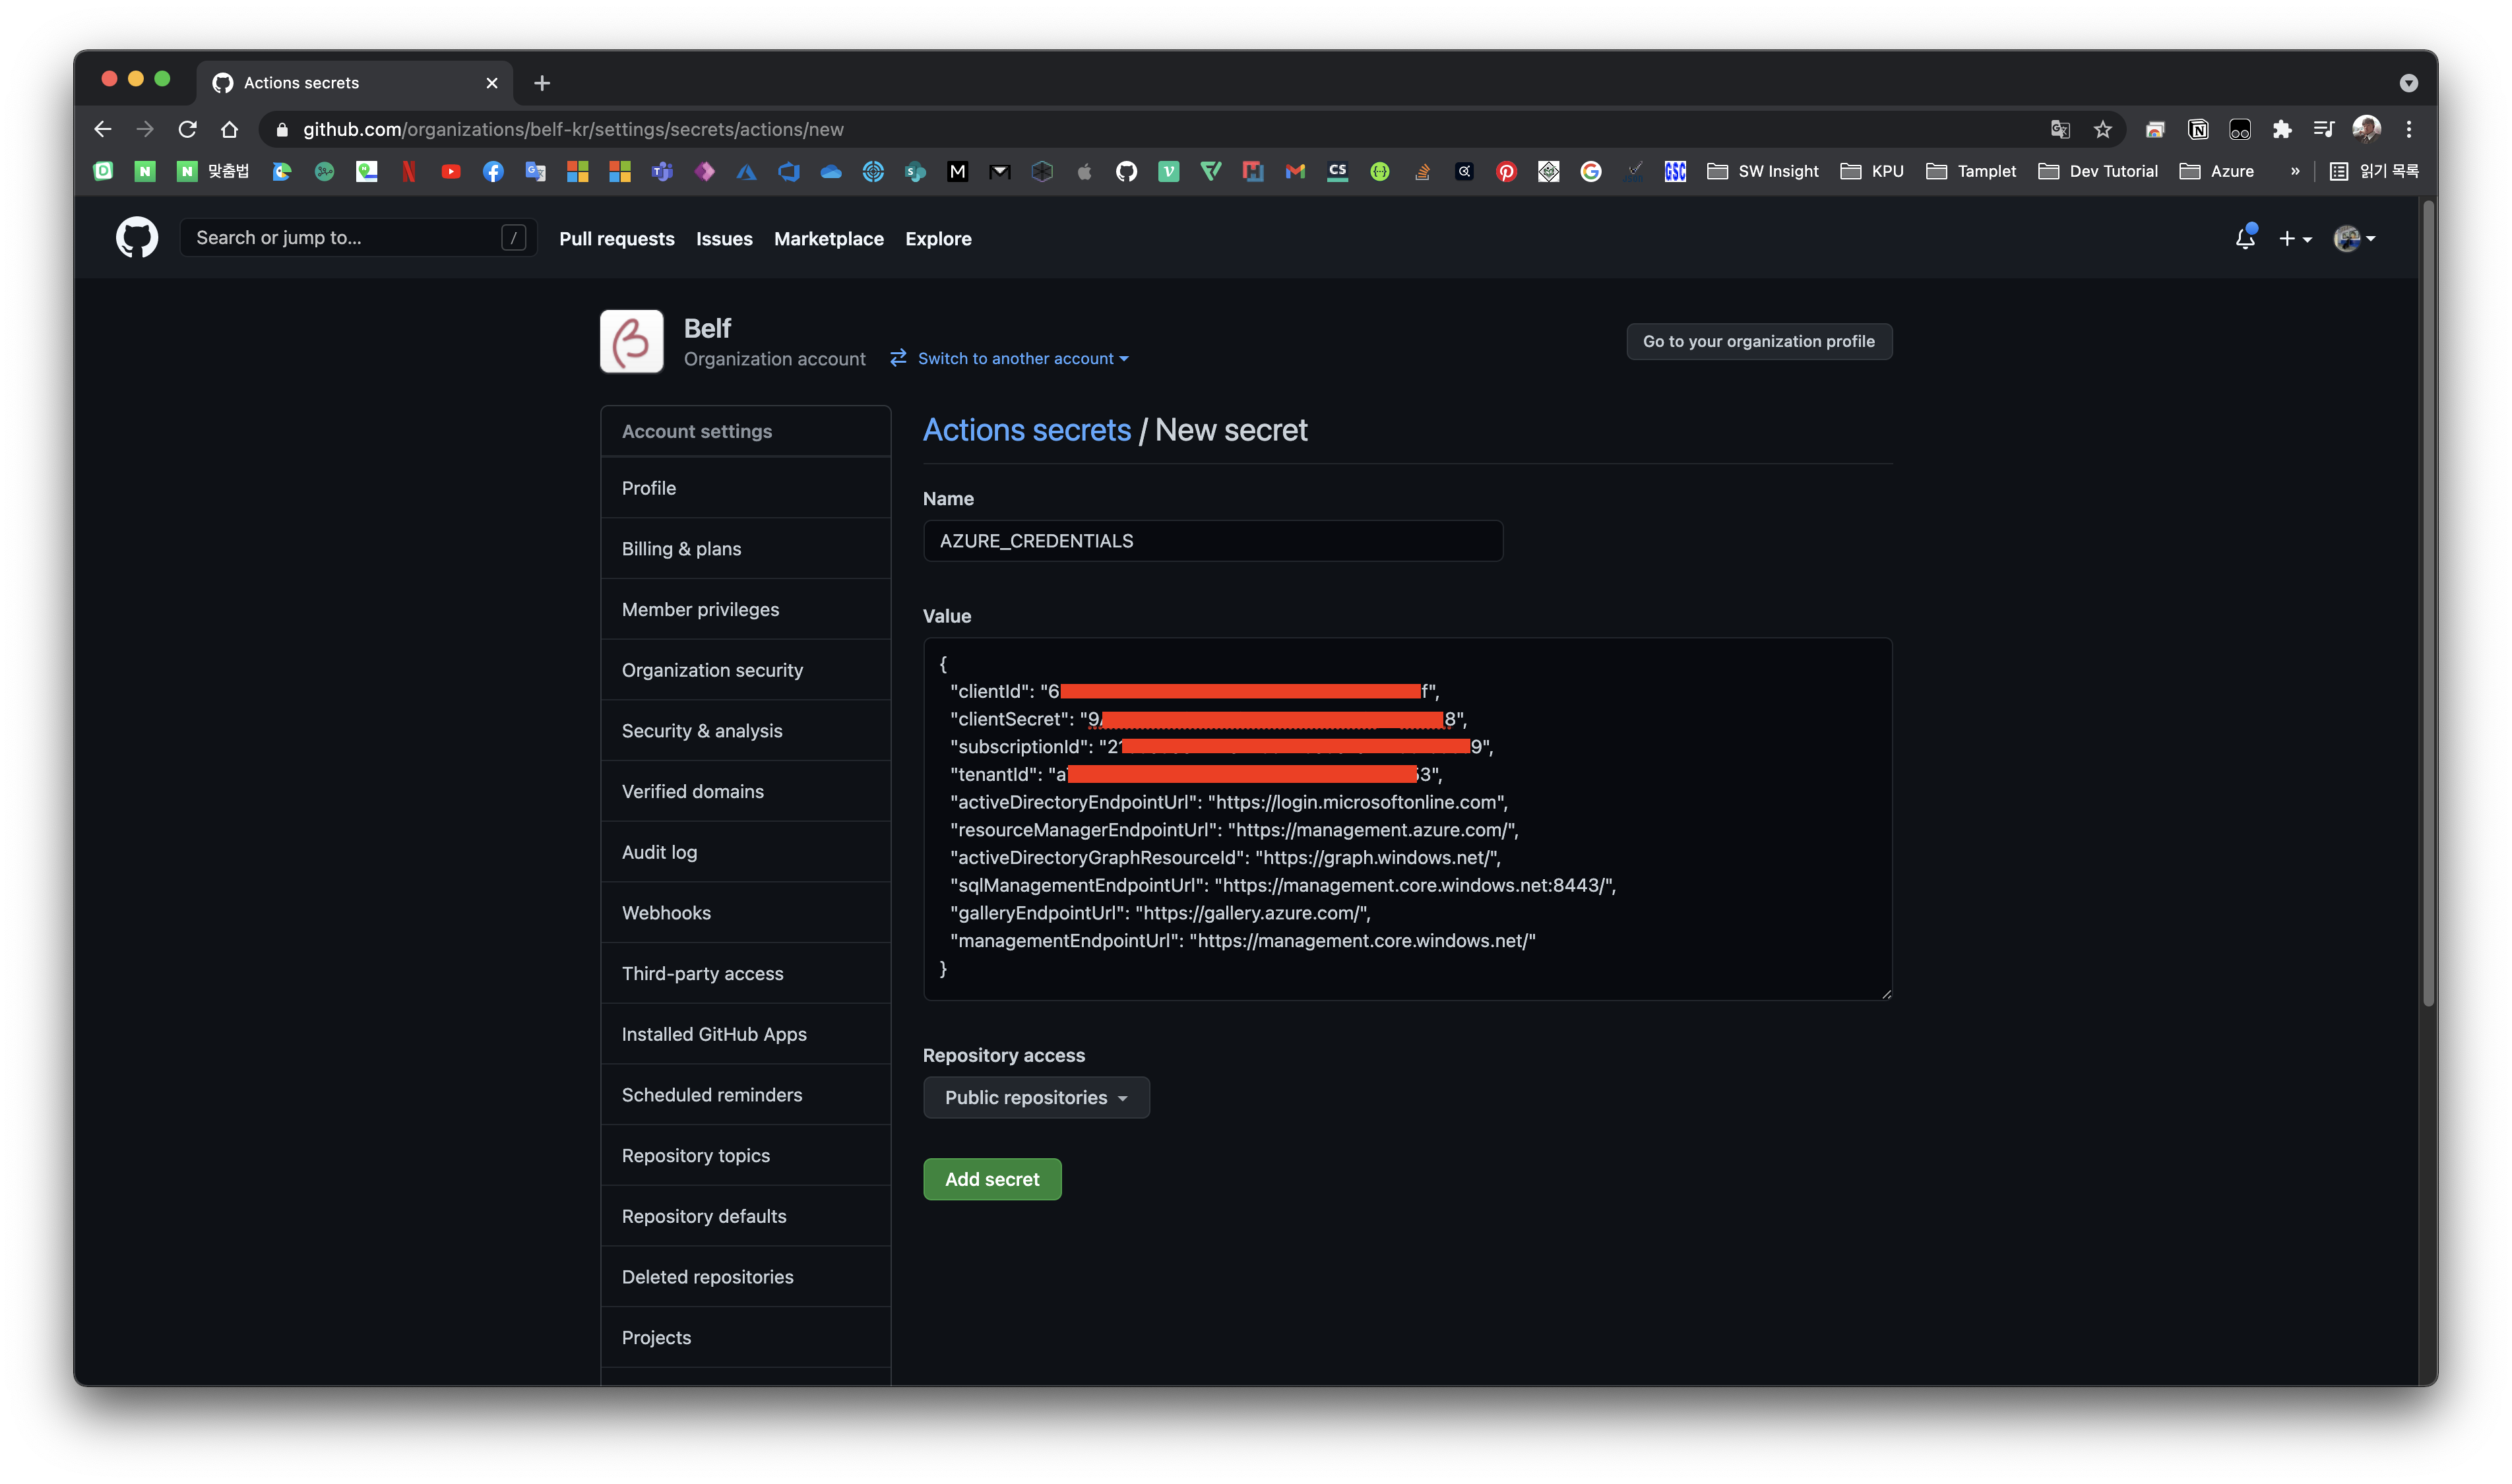 Actions secrets
github.com/organizations/belf-kr/settings/secrets/actions/new
맞춤법
SW Insight
KPU
Tamplet
Dev Tutorial
Azure
»
읽기 목록
Search or jump to...
/
Pull requests
Issues
Marketplace
Explore
Belf
Organization account
Switch to another account
Go to your organization profile
Account settings
Profile
Billing & plans
Member privileges
Organization security
Security & analysis
Verified domains
Audit log
Webhooks
Third-party access
Installed GitHub Apps
Scheduled reminders
Repository topics
Repository defaults
Deleted repositories
Projects
Actions secrets / New secret
Name
AZURE_CREDENTIALS
Value
{
"clientId": "6 f",
"clientSecret": "9 8",
"subscriptionId": "2 9",
"tenantId": "a 3",
"activeDirectoryEndpointUrl": "https://login.microsoftonline.com",
"resourceManagerEndpointUrl": "https://management.azure.com/",
"activeDirectoryGraphResourceId": "https://graph.windows.net/",
"sqlManagementEndpointUrl": "https://management.core.windows.net:8443/",
"galleryEndpointUrl": "https://gallery.azure.com/",
"managementEndpointUrl": "https://management.core.windows.net/"
}
Repository access
Public repositories
Add secret